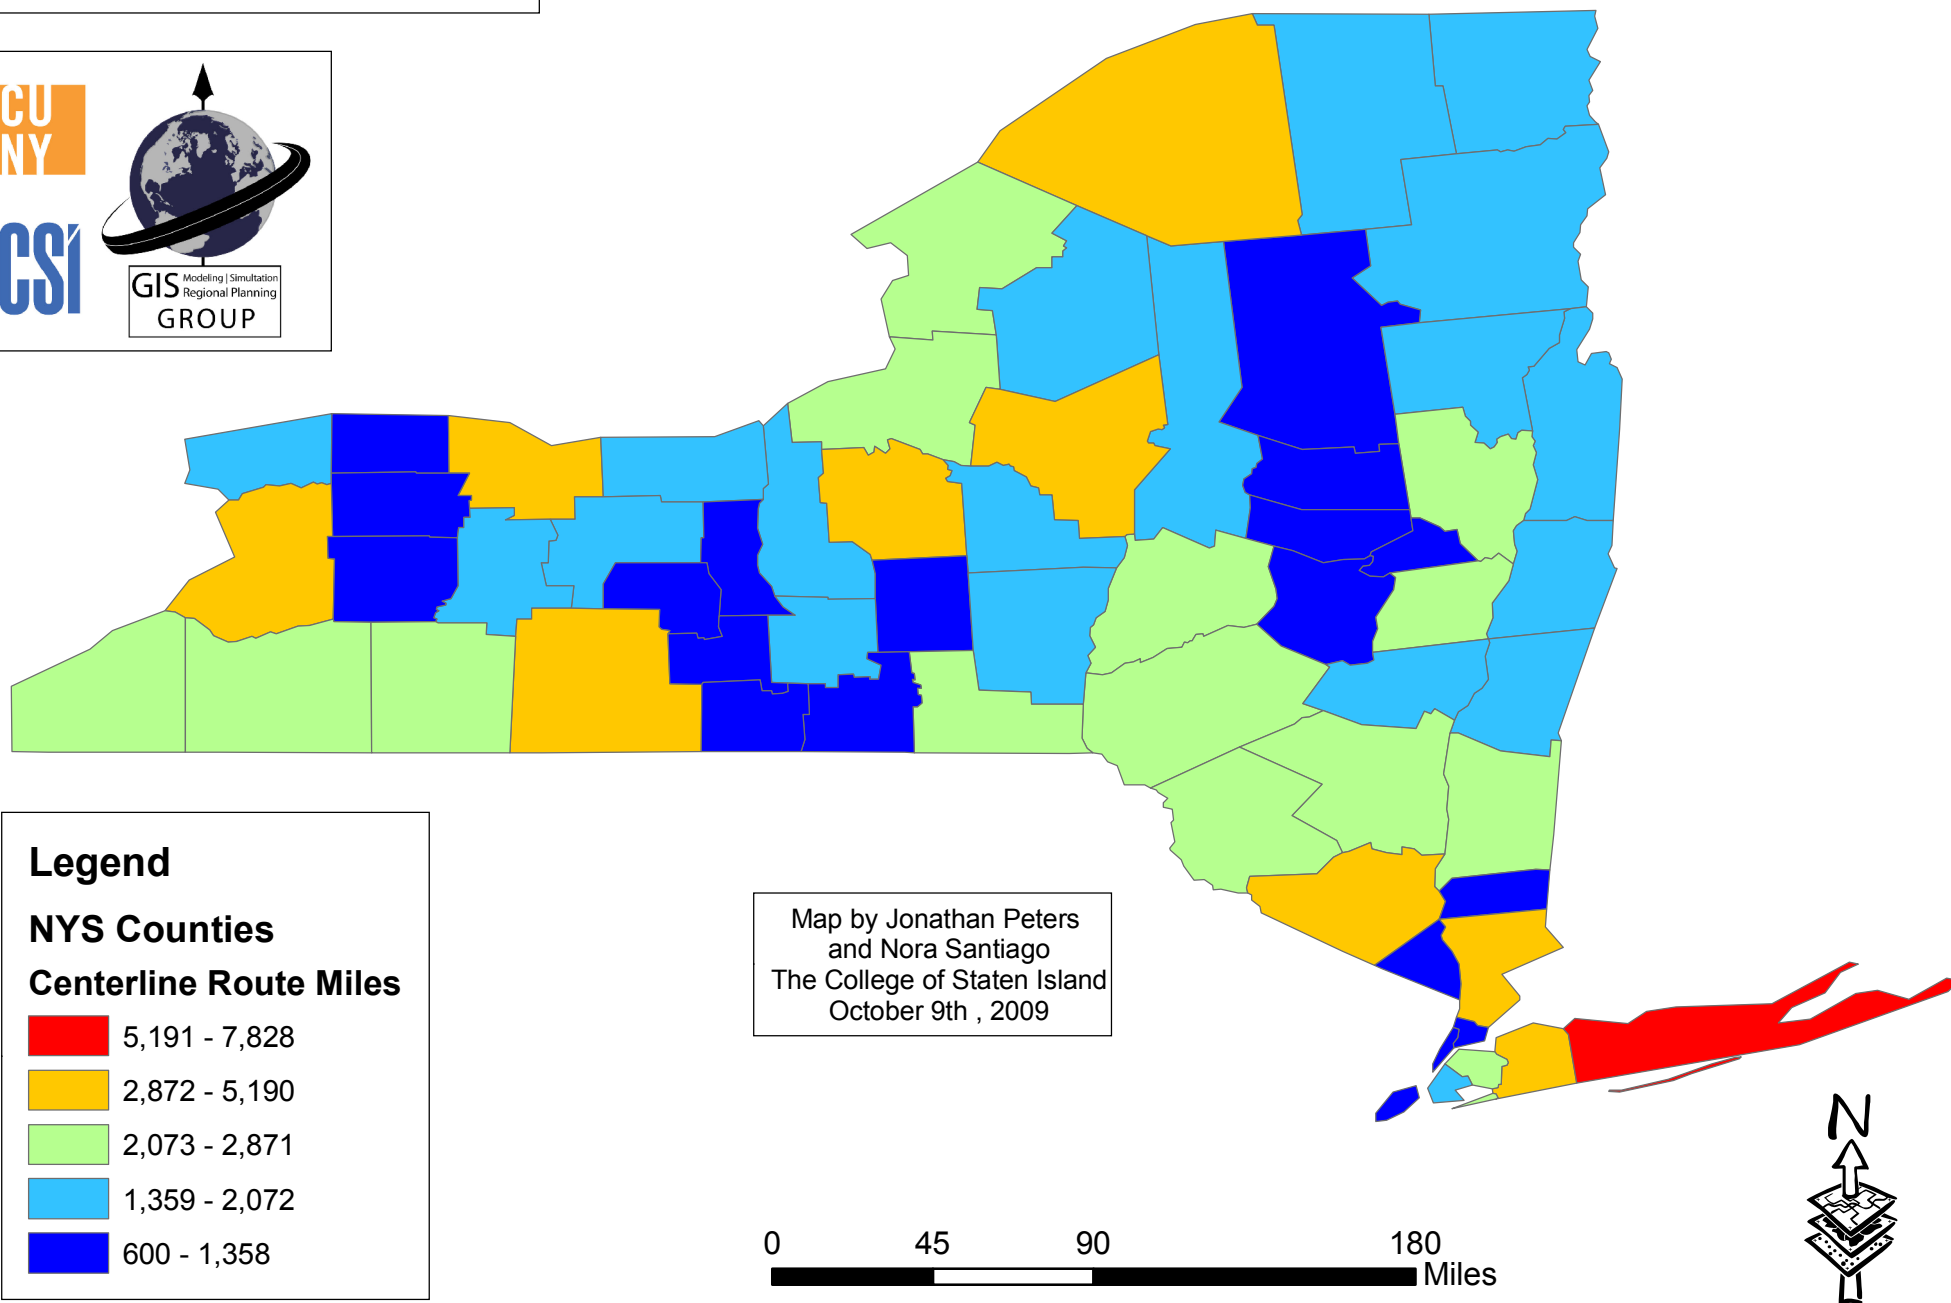 CU
NY
CSI
GIS Modeling | Simultation
Regional Planning
GROUP
Legend
NYS Counties
Centerline Route Miles
5,191 - 7,828
2,872 - 5,190
2,073 - 2,871
1,359 - 2,072
600 - 1,358
Map by Jonathan Peters
and Nora Santiago
The College of Staten Island
October 9th , 2009
0 45 90 180
Miles
N